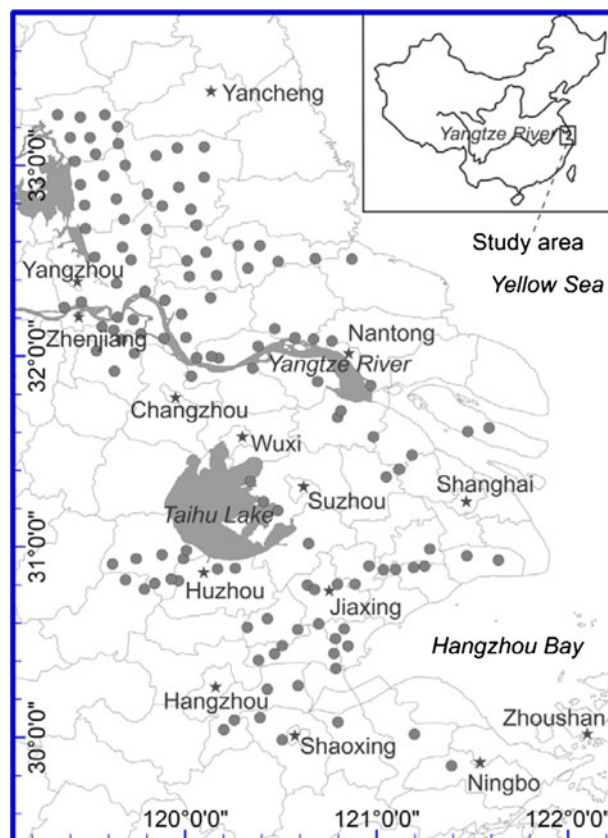 Yancheng
Yangtze River
Study area
33°0'0"
Yellow Sea
Yangzhou
Zhenjiang
Nantong
32°0'0"
Yangtze River
Changzhou
Wuxi
Suzhou
Shanghai
Taihu Lake
31°0'0"
Huzhou
Jiaxing
Hangzhou Bay
Hangzhou
Zhoushan
30°0'0"
Shaoxing
Ningbo
120°0'0"
121°0'0"
122°0'0"